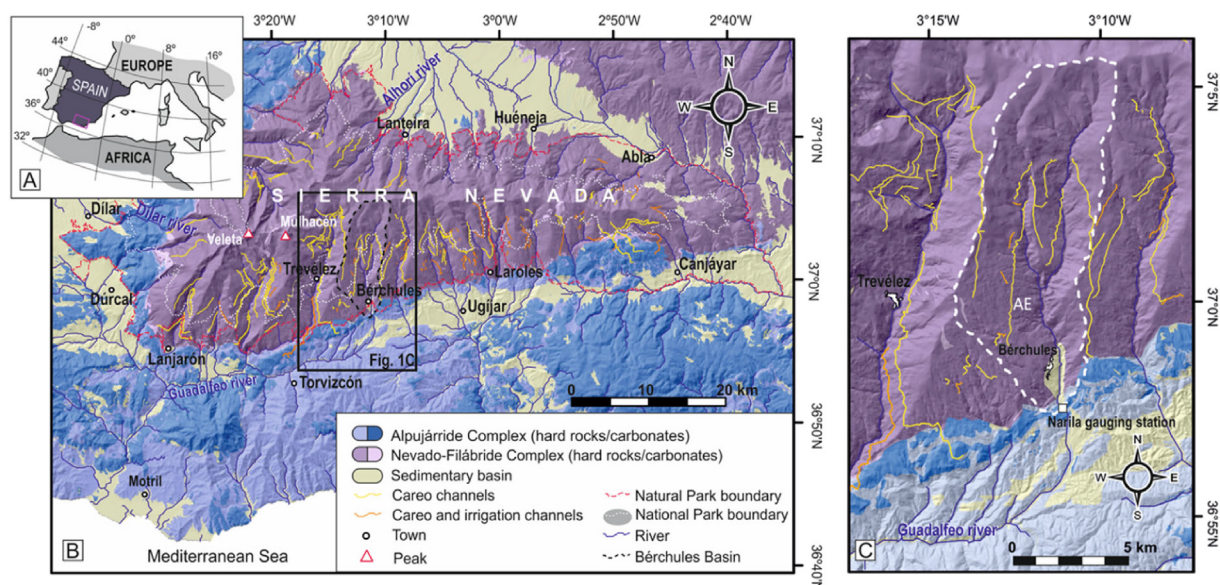 -8° 0° 8° 16°
44°
40°
36°
32°
EUROPE
SPAIN
AFRICA
A
3°20'W 3°10'W 3°0'W 2°50'W
37°10'N
37°0'N
36°50'N
36°40'N
N
W E
S
Alhorí river
Lanteira
Huéneja
Abla
SIERRA NEVADA
Dílar
Dílar river
Veleta
Mulhacén
Trevélez
Bérchules
Laroles
Canjáyar
Dúrcal
Ugíjar
Lanjarón
Fig. 1C
Guadalfeo river
Torvizcón
0 10 20 km
Motril
B
Mediterranean Sea
Alpujárride Complex (hard rocks/carbonates)
Nevado-Filábride Complex (hard rocks/carbonates)
Sedimentary basin
Careo channels
Careo and irrigation channels
Town
Peak
Natural Park boundary
National Park boundary
River
Bérchules Basin
3°15'W 3°10'W
37°5'N
37°0'N
36°55'N
Trevélez
AE
Bérchules
Narila gauging station
N
W E
S
Guadalfeo river
C
0 5 km